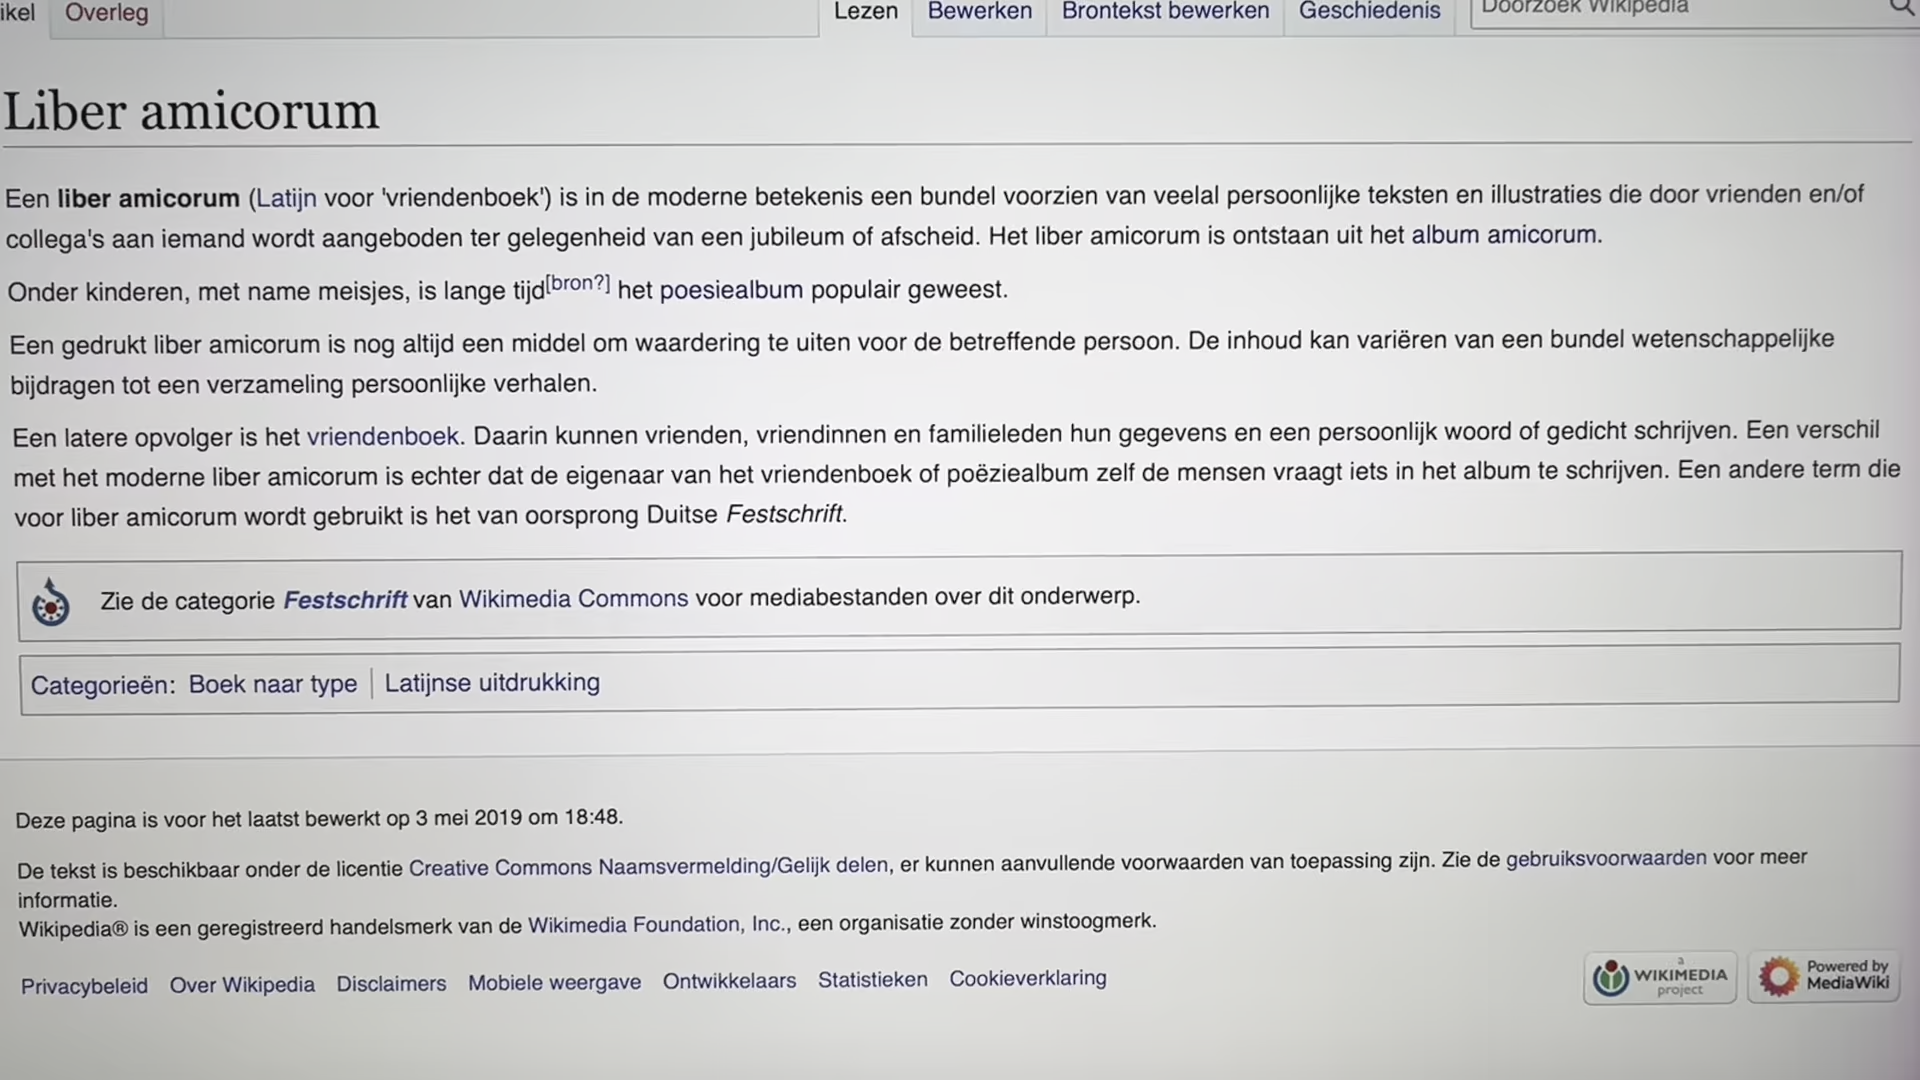 ikel Overleg Lezen Bewerken Brontekst bewerken Geschiedenis Doorzoek Wikipedia
Liber amicorum
Een liber amicorum (Latijn voor 'vriendenboek') is in de moderne betekenis een bundel voorzien van veelal persoonlijke teksten en illustraties die door vrienden en/of
collega's aan iemand wordt aangeboden ter gelegenheid van een jubileum of afscheid. Het liber amicorum is ontstaan uit het album amicorum.
Onder kinderen, met name meisjes, is lange tijd[bron?] het poesiealbum populair geweest.
Een gedrukt liber amicorum is nog altijd een middel om waardering te uiten voor de betreffende persoon. De inhoud kan variëren van een bundel wetenschappelijke
bijdragen tot een verzameling persoonlijke verhalen.
Een latere opvolger is het vriendenboek. Daarin kunnen vrienden, vriendinnen en familieleden hun gegevens en een persoonlijk woord of gedicht schrijven. Een verschil
met het moderne liber amicorum is echter dat de eigenaar van het vriendenboek of poëziealbum zelf de mensen vraagt iets in het album te schrijven. Een andere term die
voor liber amicorum wordt gebruikt is het van oorsprong Duitse Festschrift.
Zie de categorie Festschrift van Wikimedia Commons voor mediabestanden over dit onderwerp.
Categorieën: Boek naar type | Latijnse uitdrukking
Deze pagina is voor het laatst bewerkt op 3 mei 2019 om 18:48.
De tekst is beschikbaar onder de licentie Creative Commons Naamsvermelding/Gelijk delen, er kunnen aanvullende voorwaarden van toepassing zijn. Zie de gebruiksvoorwaarden voor meer
informatie.
Wikipedia® is een geregistreerd handelsmerk van de Wikimedia Foundation, Inc., een organisatie zonder winstoogmerk.
Privacybeleid Over Wikipedia Disclaimers Mobiele weergave Ontwikkelaars Statistieken Cookieverklaring
a
WIKIMEDIA
project
Powered by
MediaWiki